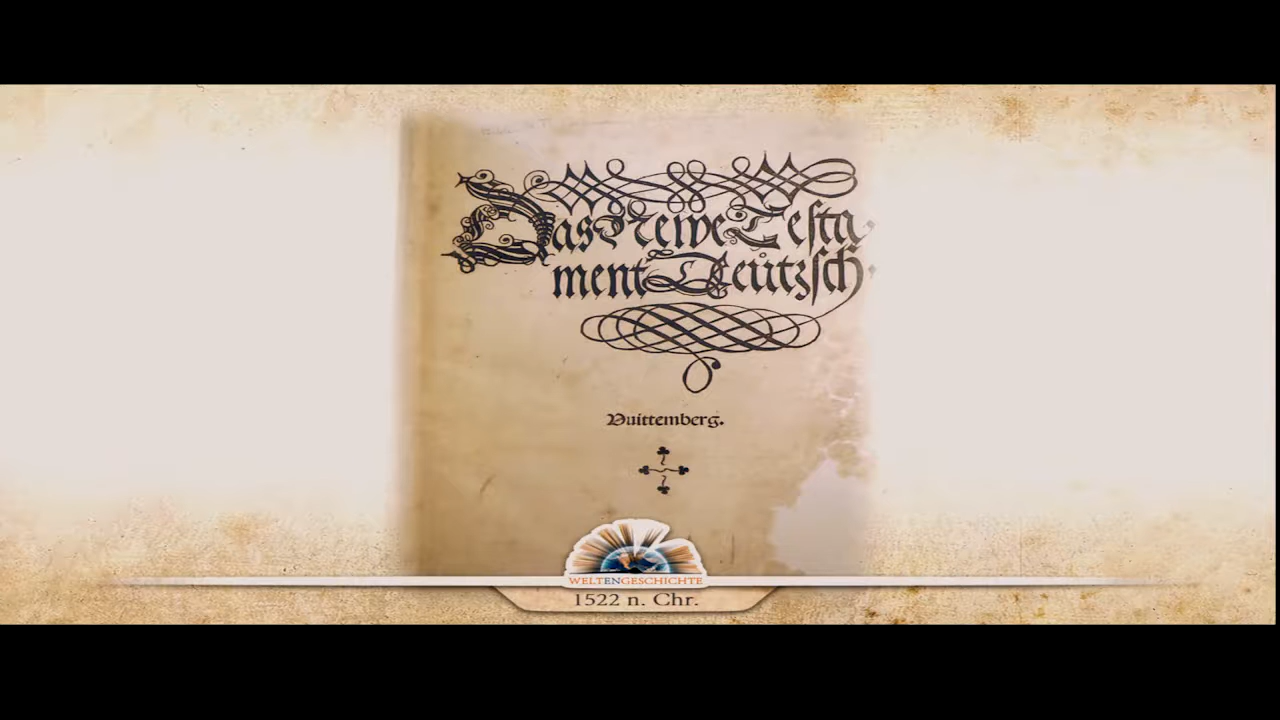 Das Newe Testa
ment Deůtzsch.
Vuittemberg.
WELTENGESCHICHTE
1522 n. Chr.